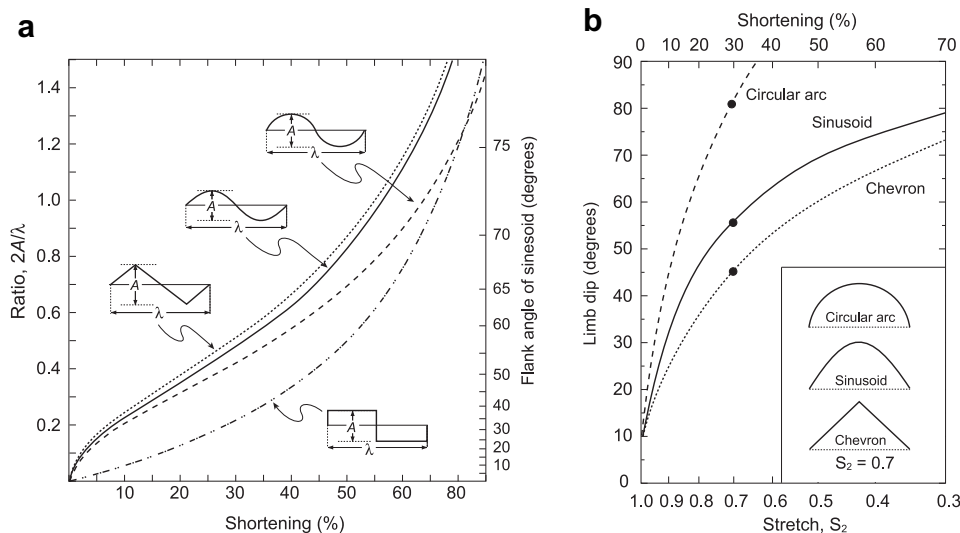 a
Ratio, 2A/λ
1.4
1.2
1.0
0.8
0.6
0.4
0.2
A
λ
A
λ
A
λ
A
λ
75
70
65
60
50
40
30
20
10
Flank angle of sinesoid (degrees)
10 20 30 40 50 60 70 80
Shortening (%)
b
Shortening (%)
0 10 20 30 40 50 60 70
Limb dip (degrees)
90
80
70
60
50
40
30
20
10
0
Circular arc
Sinusoid
Chevron
Circular arc
Sinusoid
Chevron
S2 = 0.7
1.0 0.9 0.8 0.7 0.6 0.5 0.4 0.3
Stretch, S2